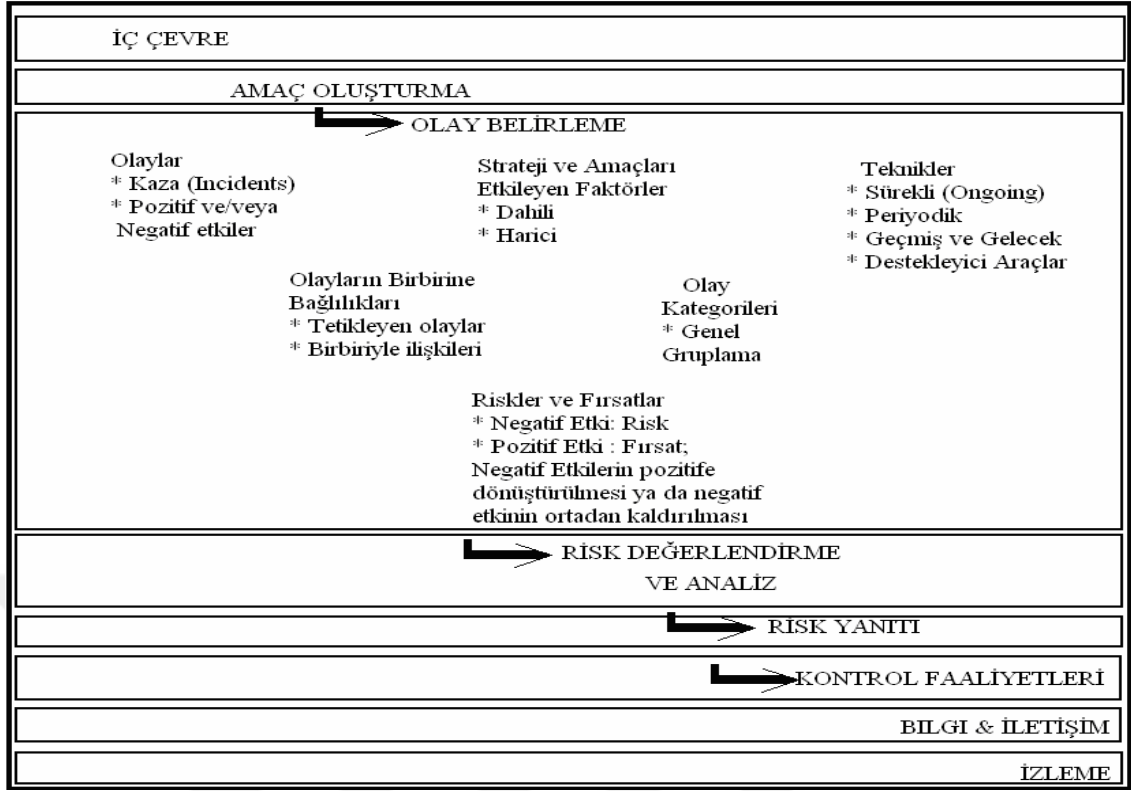 İÇ ÇEVRE
AMAÇ OLUŞTURMA
OLAY BELİRLEME
Olaylar
* Kaza (Incidents)
* Pozitif ve/veya
Negatif etkiler
Strateji ve Amaçları
Etkileyen Faktörler
* Dahili
* Harici
Teknikler
* Sürekli (Ongoing)
* Periyodik
* Geçmiş ve Gelecek
* Destekleyici Araçlar
Olayların Birbirine
Bağlılıkları
* Tetikleyen olaylar
* Birbiriyle ilişkileri
Olay
Kategorileri
* Genel
Gruplama
Riskler ve Fırsatlar
* Negatif Etki: Risk
* Pozitif Etki : Fırsat;
Negatif Etkilerin pozitife
dönüştürülmesi ya da negatif
etkinin ortadan kaldırılması
RİSK DEĞERLENDİRME
VE ANALİZ
RİSK YANITI
KONTROL FAALİYETLERİ
BILGI & İLETİŞİM
İZLEME